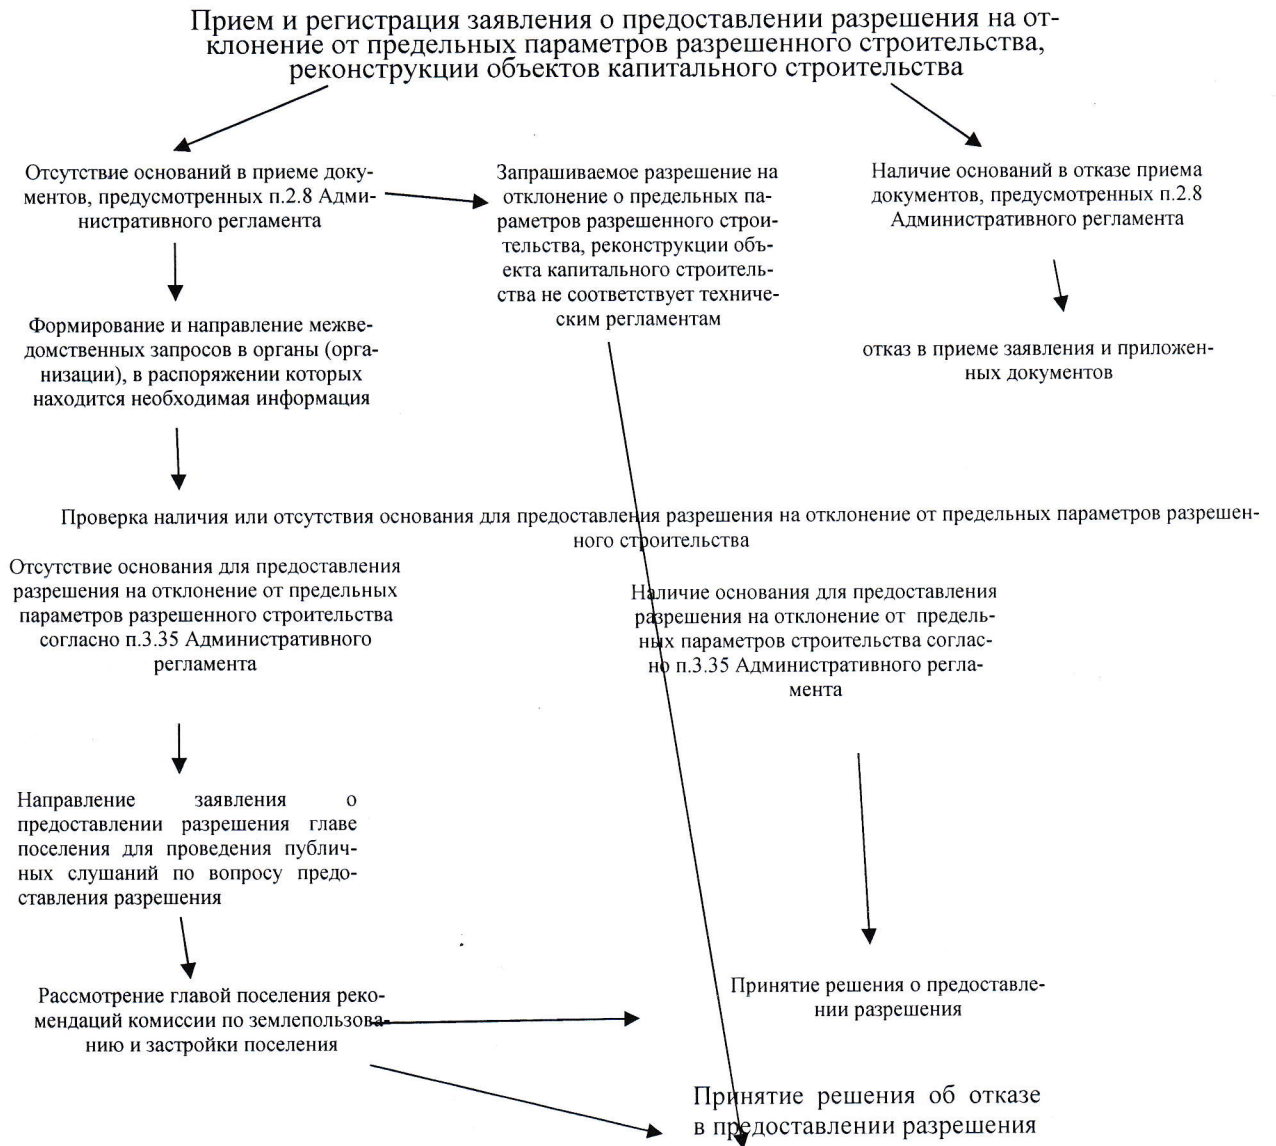 Прием и регистрация заявления о предоставлении разрешения на от-
клонение от предельных параметров разрешенного строительства,
реконструкции объектов капитального строительства
Отсутствие оснований в приеме доку-
ментов, предусмотренных п.2.8 Адми-
нистративного регламента
Запрашиваемое разрешение на
отклонение о предельных па-
раметров разрешенного строи-
тельства, реконструкции объ-
екта капитального строитель-
ства не соответствует техниче-
ским регламентам
Наличие оснований в отказе приема
документов, предусмотренных п.2.8
Административного регламента
Формирование и направление межве-
домственных запросов в органы (орга-
низации), в распоряжении которых
находится необходимая информация
отказ в приеме заявления и приложен-
ных документов
Проверка наличия или отсутствия основания для предоставления разрешения на отклонение от предельных параметров разрешен-
ного строительства
Отсутствие основания для предоставления
разрешения на отклонение от предельных
параметров разрешенного строительства
согласно п.3.35 Административного
регламента
Наличие основания для предоставления
разрешения на отклонение от предель-
ных параметров строительства соглас-
но п.3.35 Административного регла-
мента
Направление заявления о
предоставлении разрешения главе
поселения для проведения публич-
ных слушаний по вопросу предо-
ставления разрешения
Рассмотрение главой поселения реко-
мендаций комиссии по землепользова-
нию и застройки поселения
Принятие решения о предоставле-
нии разрешения
Принятие решения об отказе
в предоставлении разрешения